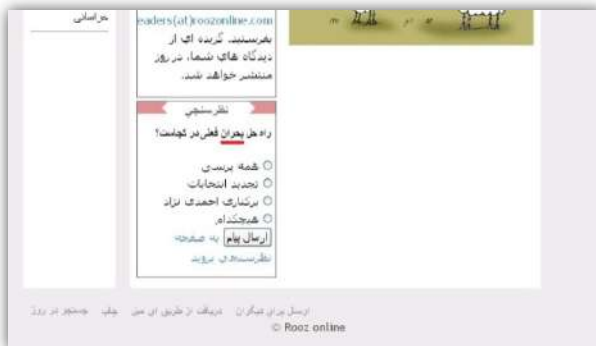 خراسانی
eaders(at)roozonline.com
بفرستید. گزیده ای از
دیدگاه های شما، در روز
منتشر خواهد شد.
نظرسنجي
راه حل بحران فعلی در کجاست؟
همه پرسی
تجدید انتخابات
برکناری احمدی نژاد
هیچکدام
ارسال پیام به صفحه
نظرسنجی بروید
ارسال برای دیگران دریافت از طریق ای میل چاپ جستجو در روز
© Rooz online